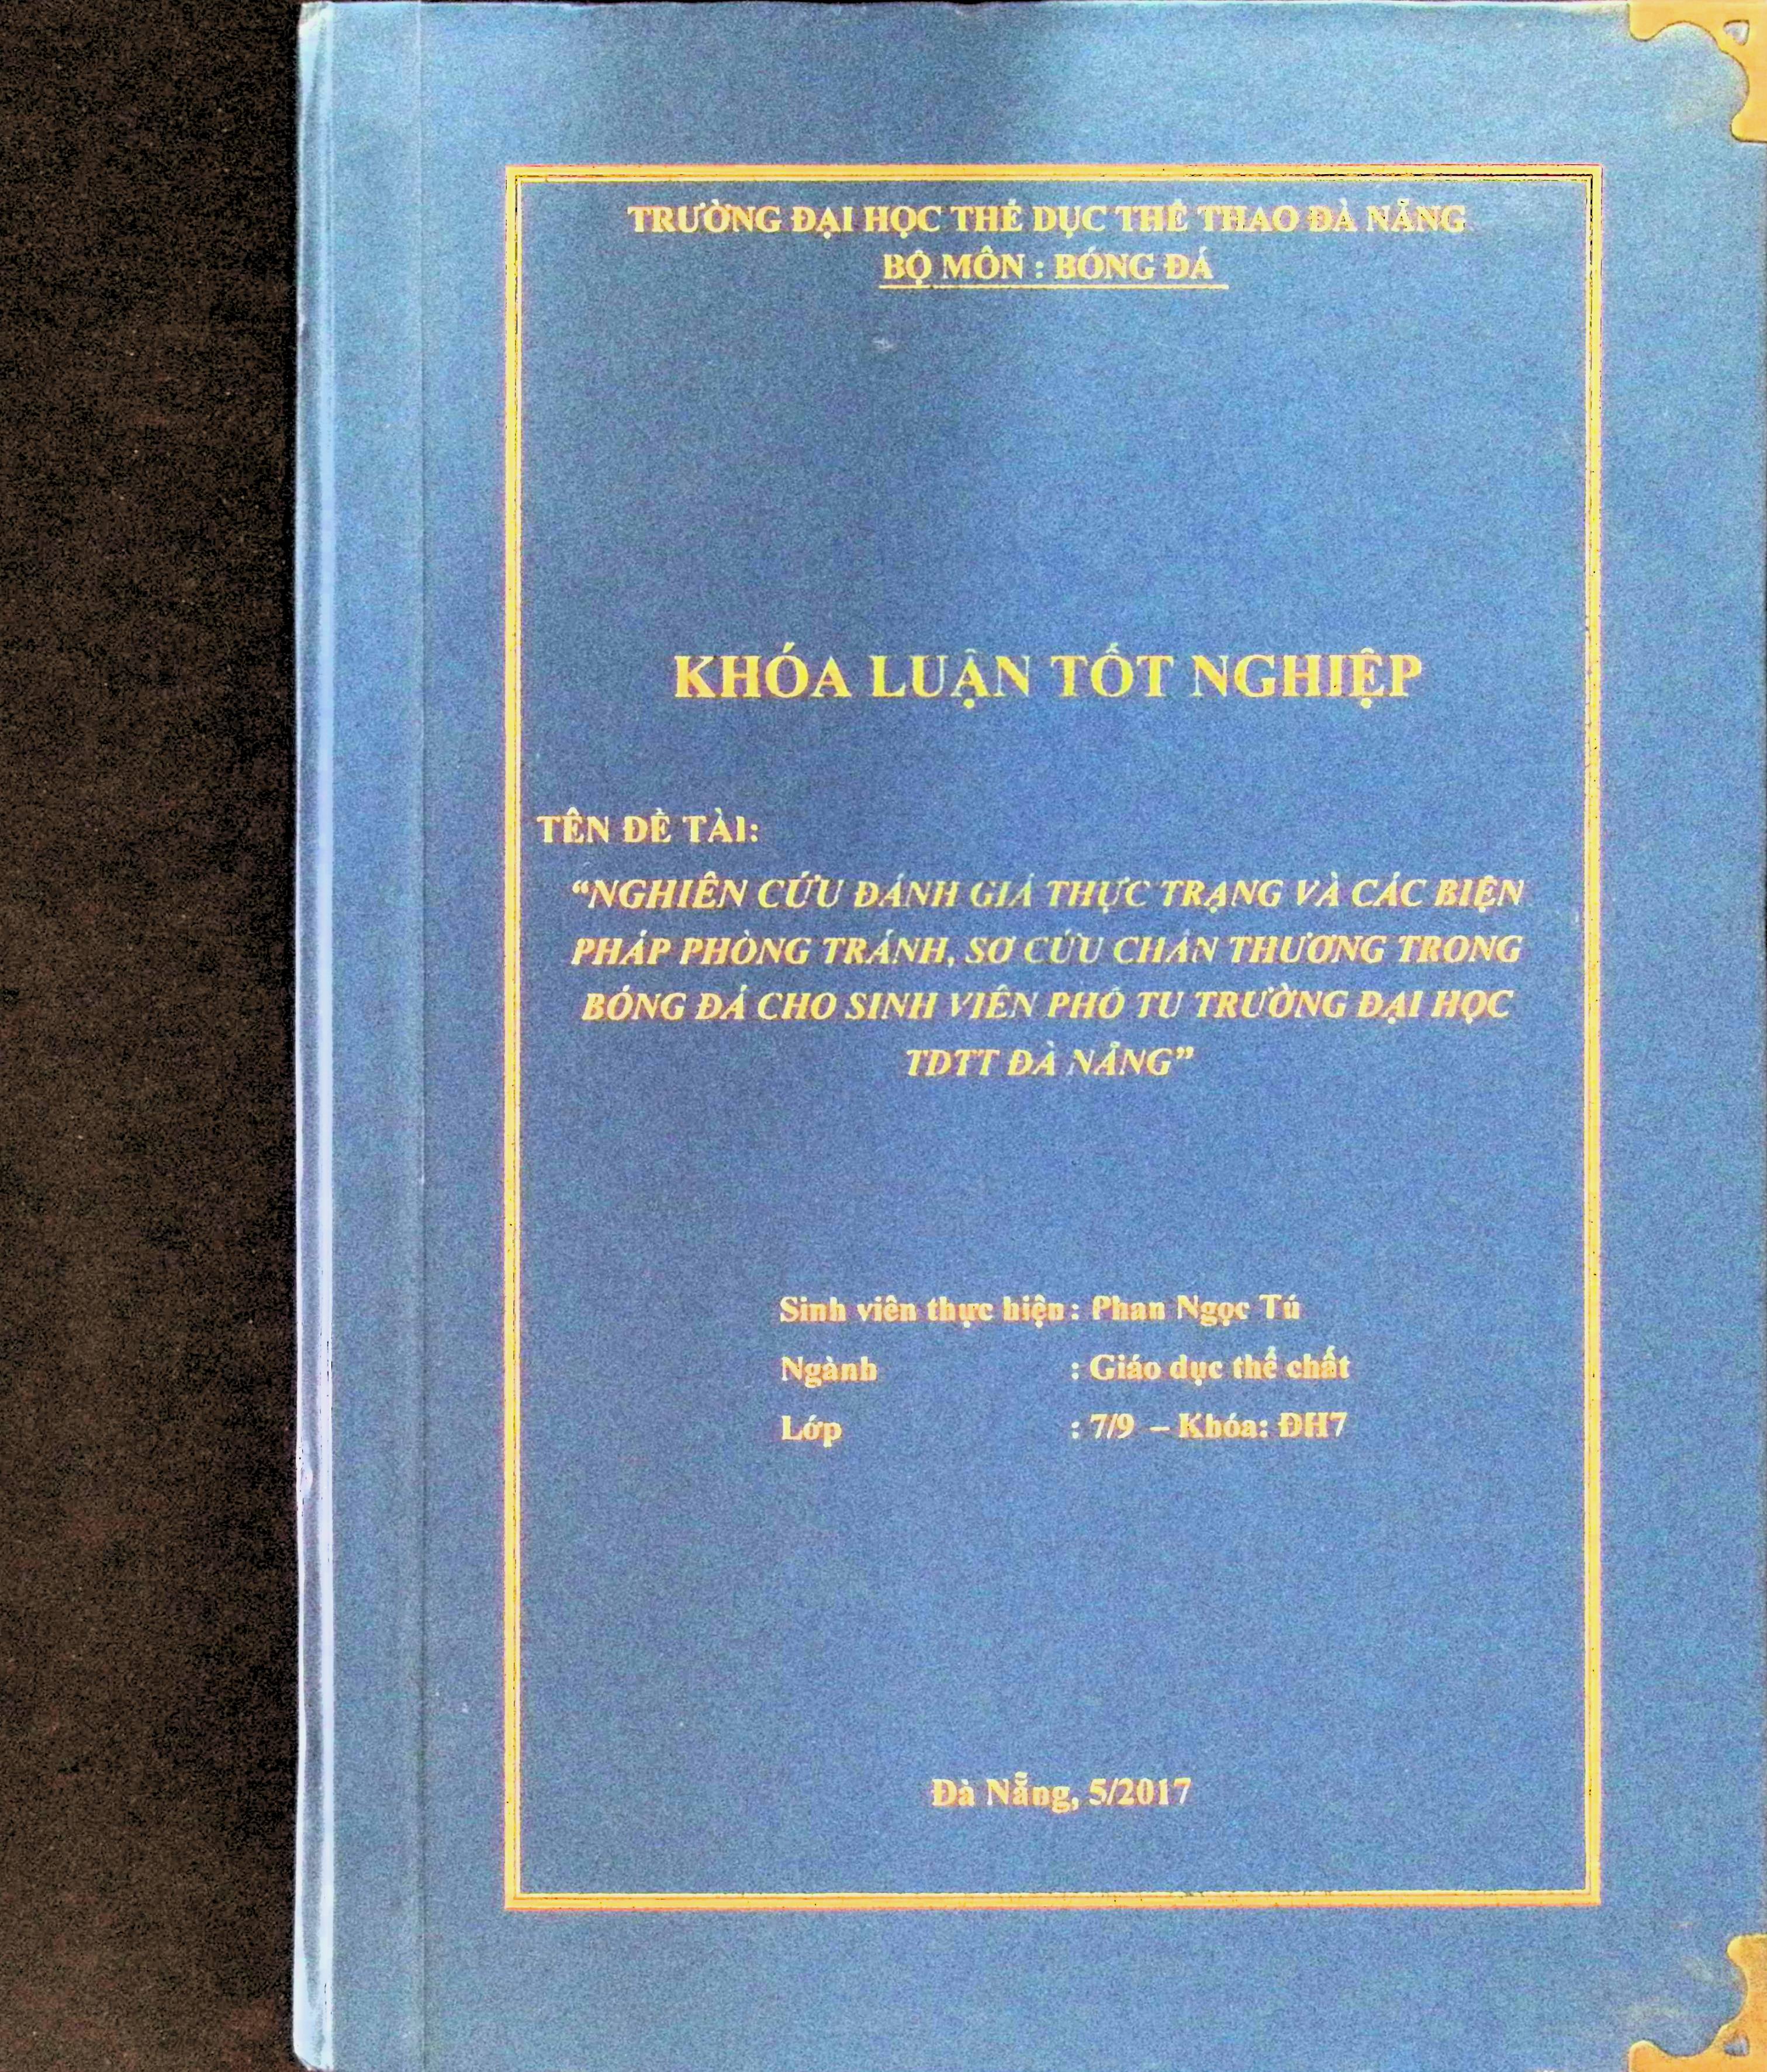 TRƯỜNG ĐẠI HỌC THỂ DỤC THỂ THAO ĐÀ NẴNG
BỘ MÔN : BÓNG ĐÁ
KHÓA LUẬN TỐT NGHIỆP
TÊN ĐỀ TÀI:
“NGHIÊN CỨU ĐÁNH GIÁ THỰC TRẠNG VÀ CÁC BIỆN
PHÁP PHÒNG TRÁNH, SƠ CỨU CHẤN THƯƠNG TRONG
BÓNG ĐÁ CHO SINH VIÊN PHỔ TU TRƯỜNG ĐẠI HỌC
TDTT ĐÀ NẴNG”
Sinh viên thực hiện : Phan Ngọc Tú
Ngành : Giáo dục thể chất
Lớp : 7/9 – Khóa: ĐH7
Đà Nẵng, 5/2017